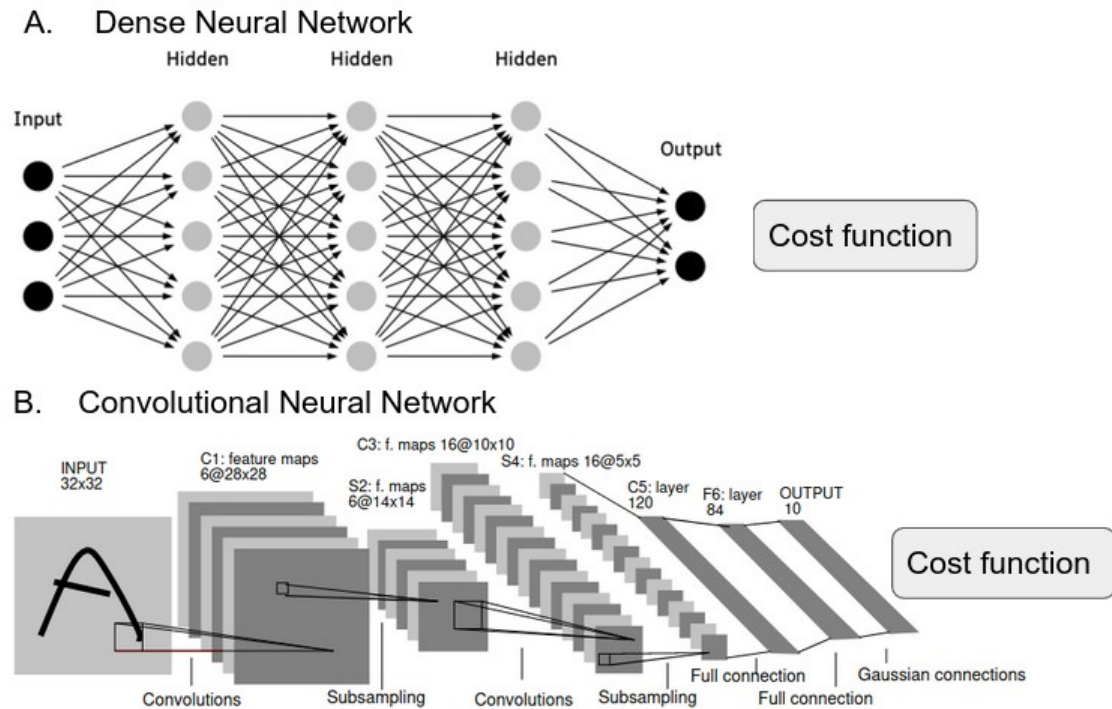 A. Dense Neural Network
Hidden Hidden Hidden
Input
Output
Cost function
B. Convolutional Neural Network
INPUT
32x32
C1: feature maps
6@28x28
S2: f. maps
6@14x14
C3: f. maps 16@10x10
S4: f. maps 16@5x5
C5: layer
120
F6: layer
84
OUTPUT
10
Cost function
Convolutions
Subsampling
Convolutions
Subsampling
Full connection
Full connection
Gaussian connections